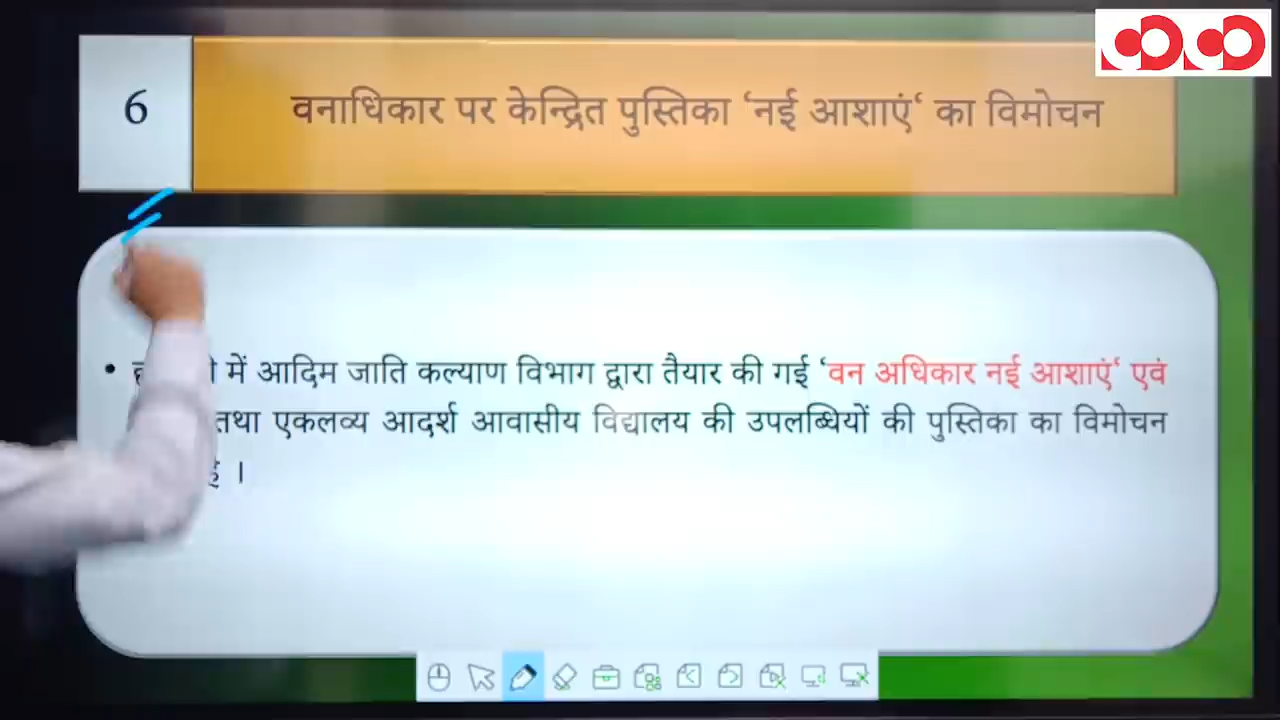 6
वनाधिकार पर केन्द्रित पुस्तिका ‘नई आशाएं‘ का विमोचन
• में आदिम जाति कल्याण विभाग द्वारा तैयार की गई ‘वन अधिकार नई आशाएं‘ एवं
तथा एकलव्य आदर्श आवासीय विद्यालय की उपलब्धियों की पुस्तिका का विमोचन
है ।